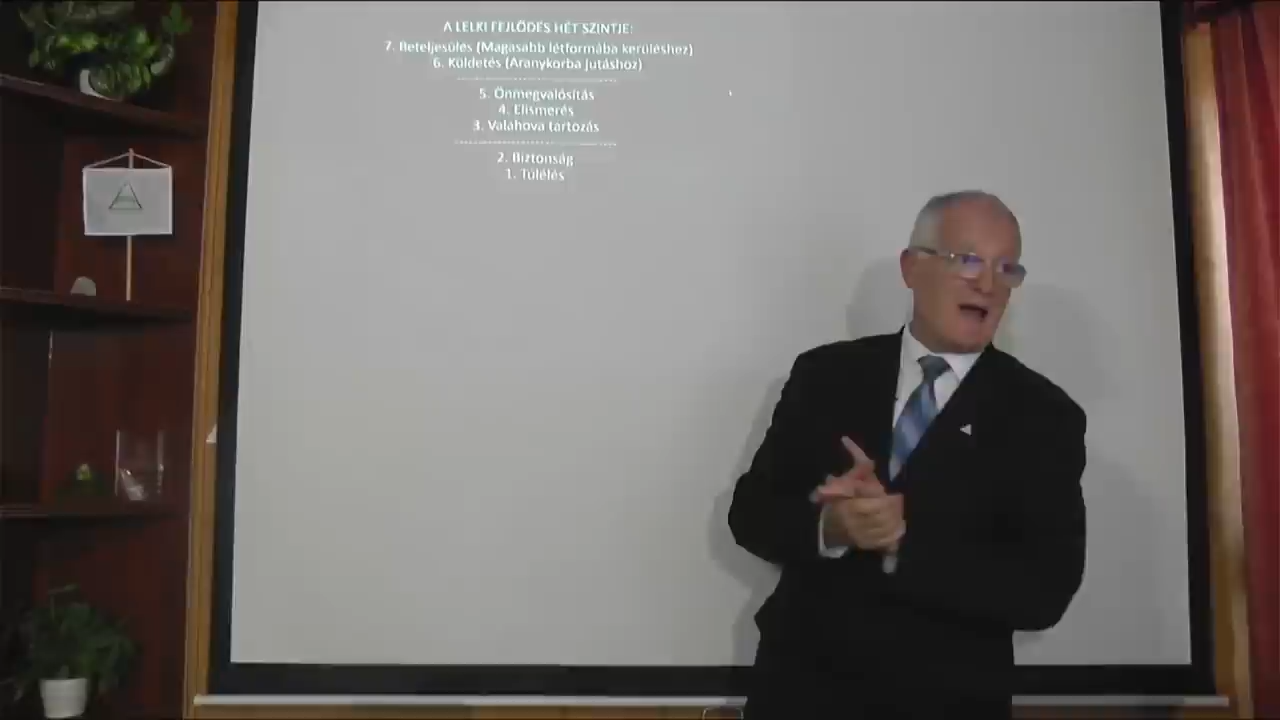 A LELKI FEJLŐDÉS HÉT SZINTJE:
7. Beteljesülés (Magasabb létformába kerüléshez)
6. Küldetés (Aranykorba jutáshoz)
5. Önmegvalósítás
4. Elismerés
3. Valahova tartozás
2. Biztonság
1. Túlélés